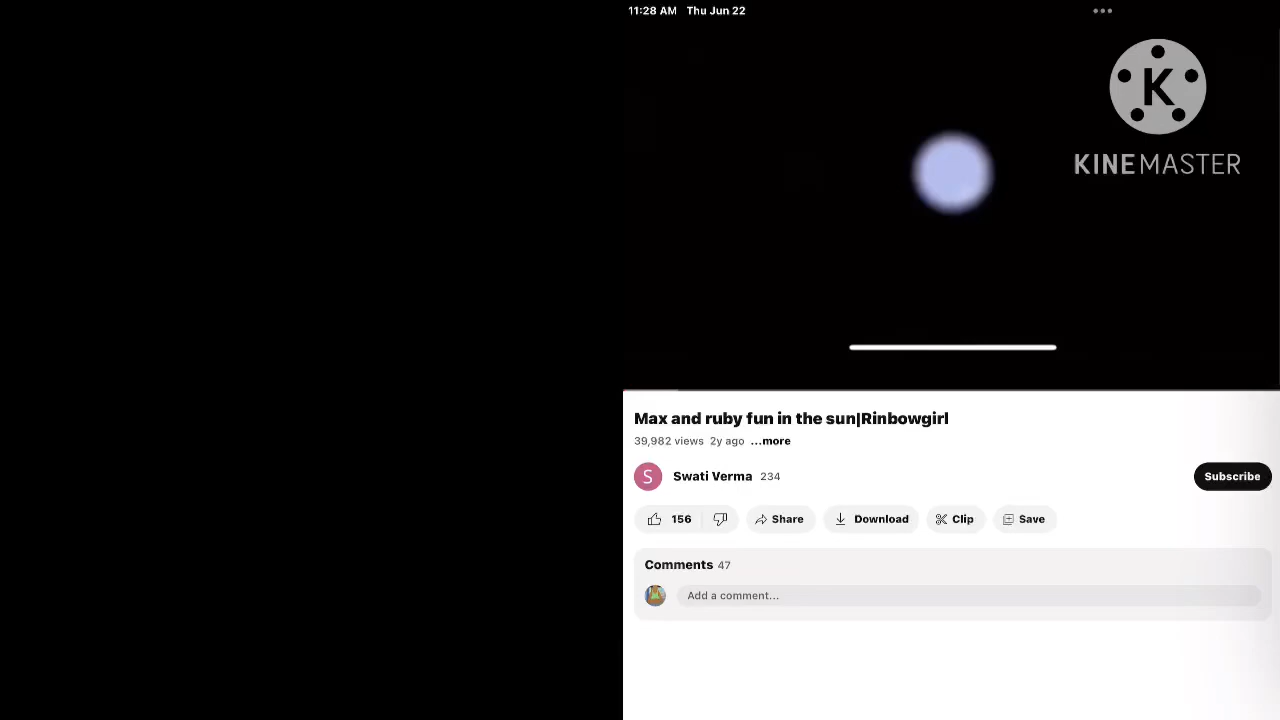 11:28 AM Thu Jun 22
K
KINEMASTER
Max and ruby fun in the sun|Rinbowgirl
39,982 views 2y ago ...more
S Swati Verma 234 Subscribe
156 Share Download Clip Save
Comments 47
Add a comment...